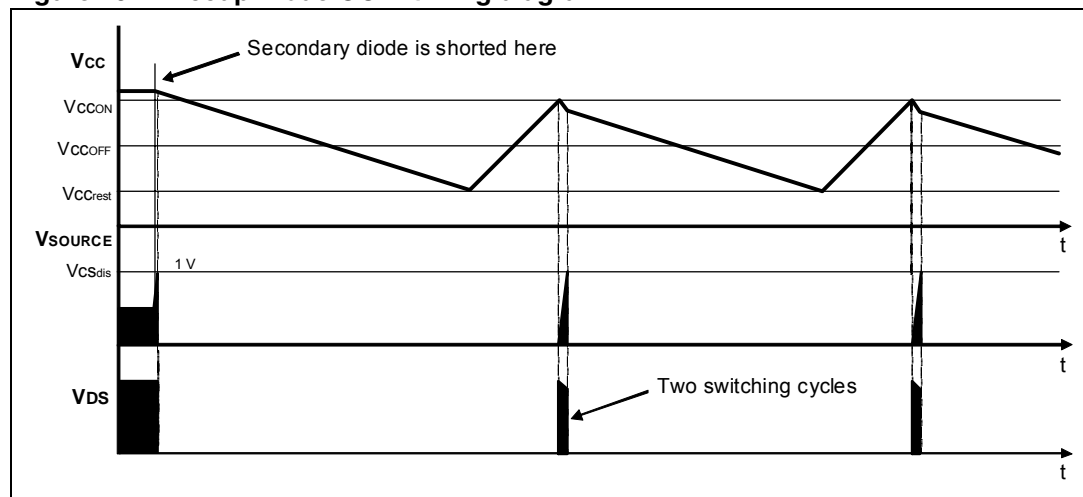 Secondary diode is shorted here
VCC
VCCON
VCCOFF
VCCrest
t
VSOURCE
VCSdis
1 V
t
VDS
Two switching cycles
t